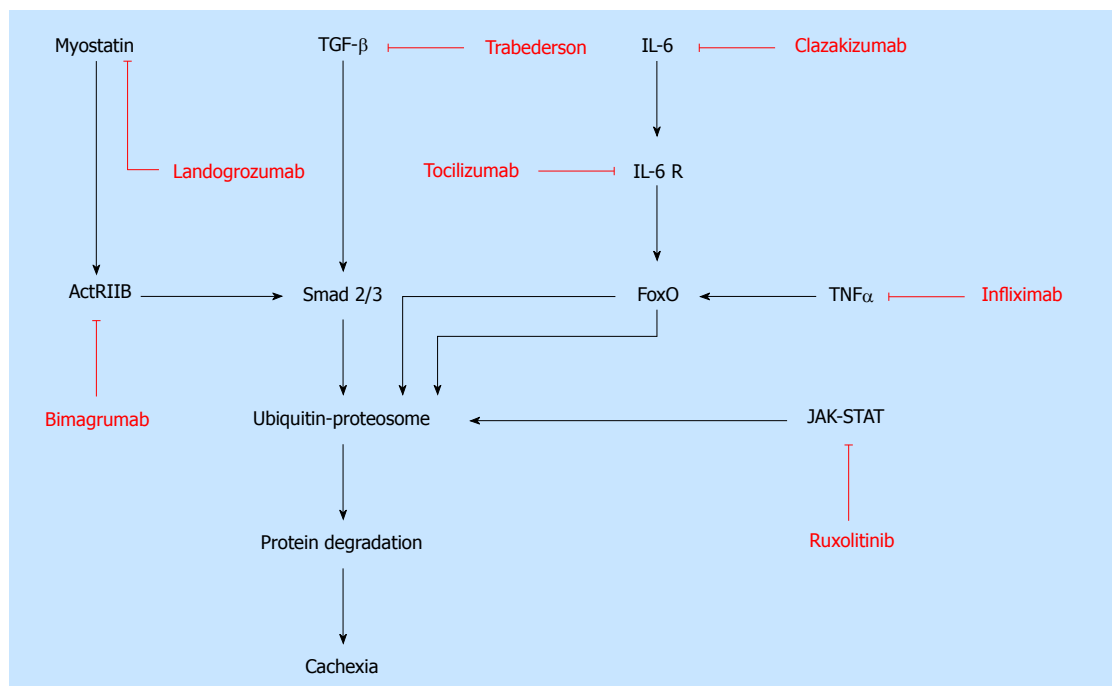 Myostatin
TGF-β
Trabederson
IL-6
Clazakizumab
Landogrozumab
Tocilizumab
IL-6 R
ActRIIB
Smad 2/3
FoxO
TNFα
Infliximab
Bimagrumab
Ubiquitin-proteosome
JAK-STAT
Protein degradation
Ruxolitinib
Cachexia